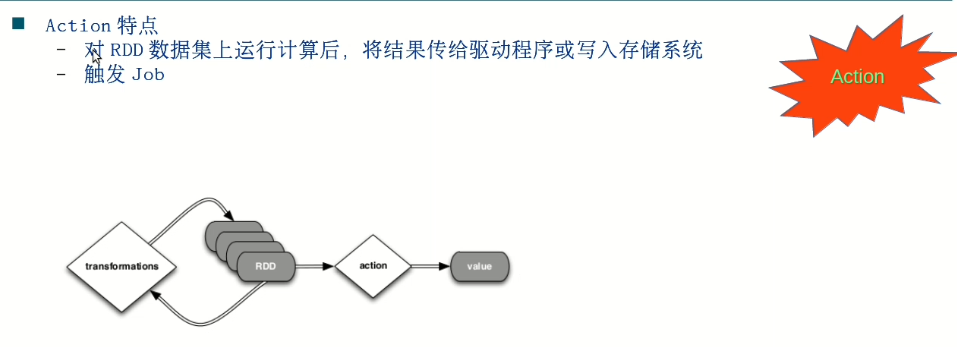 Action 特点
- 对 RDD 数据集上运行计算后，将结果传给驱动程序或写入存储系统
- 触发 Job
Action
transformations
RDD
action
value